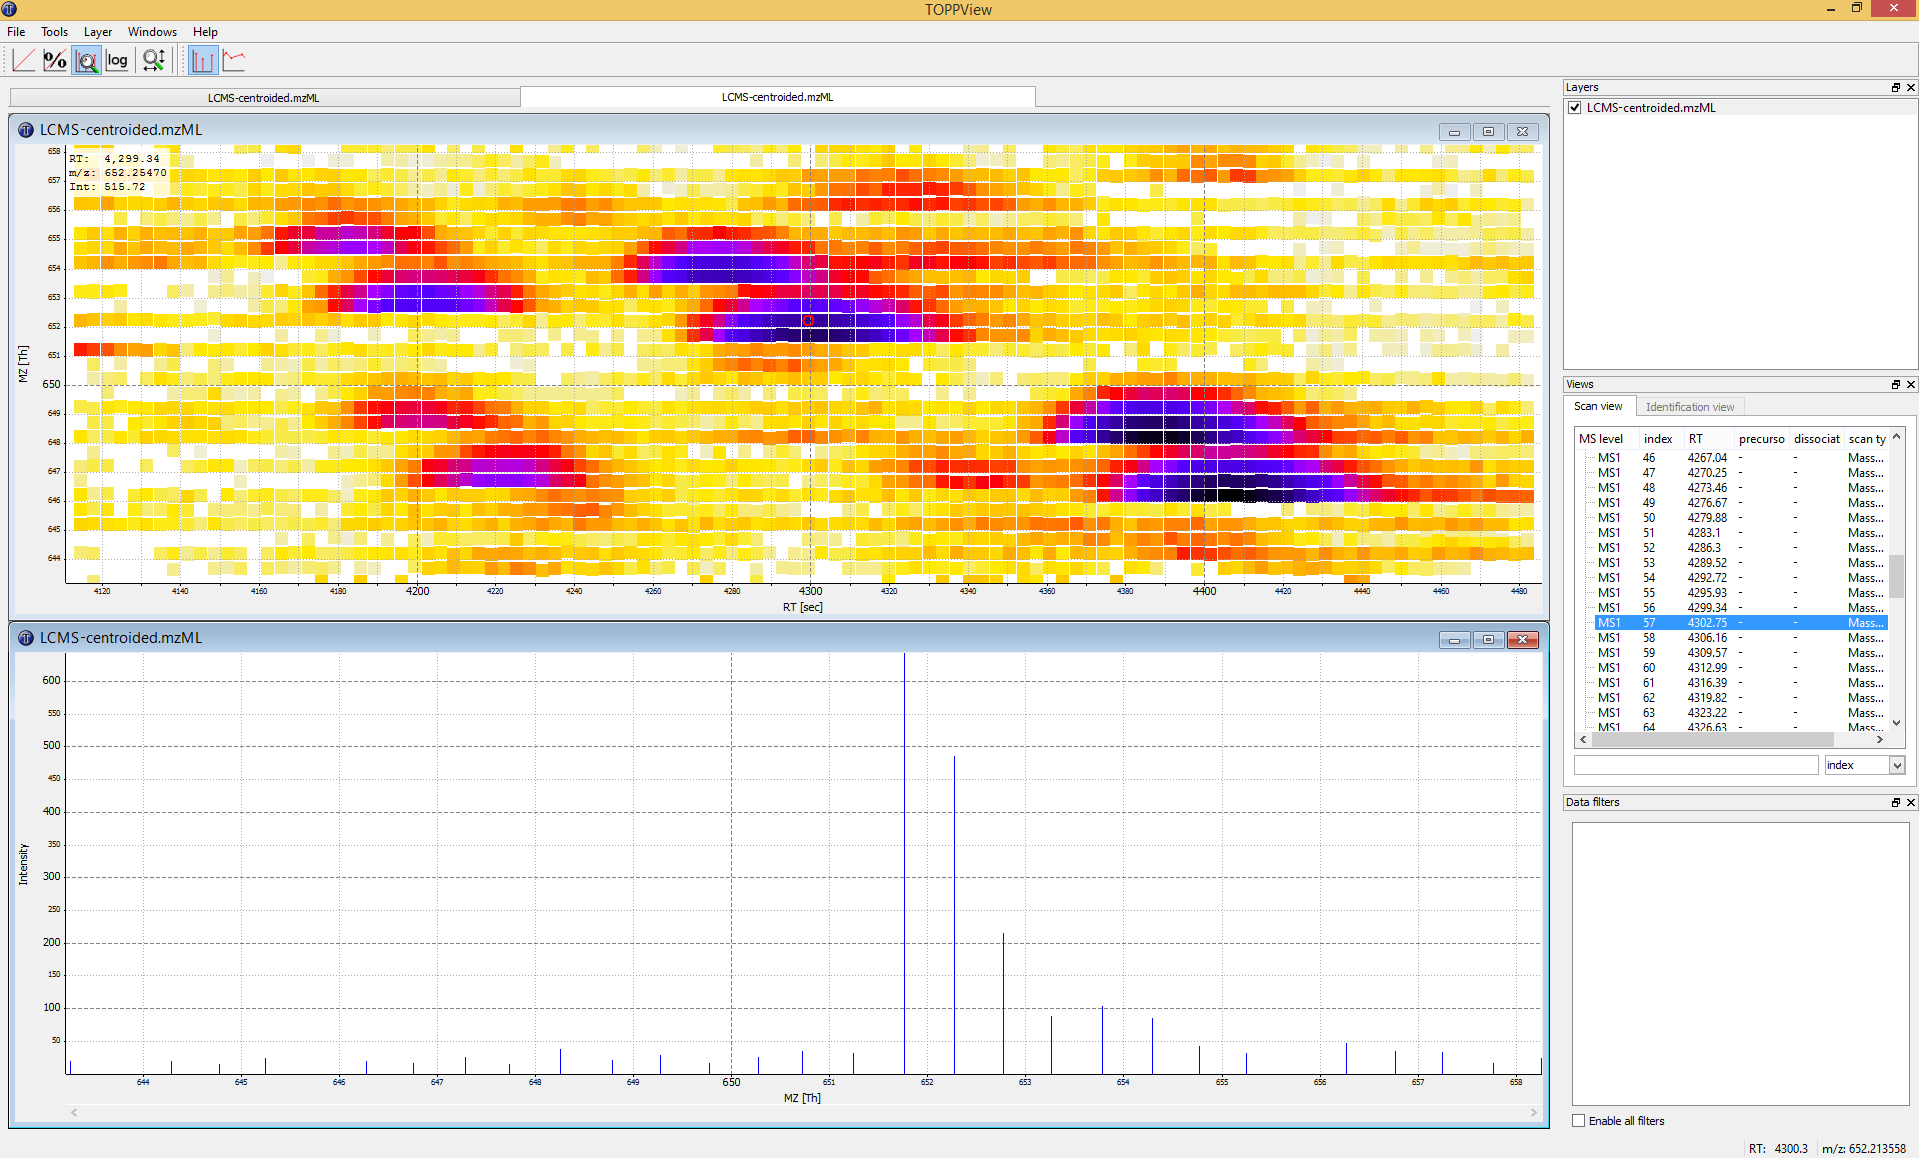 TOPPView
File Tools Layer Windows Help
% log
LCMS-centroided.mzML LCMS-centroided.mzML
LCMS-centroided.mzML
RT: 4,299.34
m/z: 652.25470
Int: 515.72
658
657
656
655
654
653
652
651
650
649
648
647
646
645
644
MZ [Th]
4120 4140 4160 4180 4200 4220 4240 4260 4280 4300 4320 4340 4360 4380 4400 4420 4440 4460 4480
RT [sec]
LCMS-centroided.mzML
600
550
500
450
400
350
300
250
200
150
100
50
Intensity
644 645 646 647 648 649 650 651 652 653 654 655 656 657 658
MZ [Th]
Layers
LCMS-centroided.mzML
Views
Scan view Identification view
MS level index RT precurso dissociat scan ty
MS1 46 4267.04 - - Mass...
MS1 47 4270.25 - - Mass...
MS1 48 4273.46 - - Mass...
MS1 49 4276.67 - - Mass...
MS1 50 4279.88 - - Mass...
MS1 51 4283.1 - - Mass...
MS1 52 4286.3 - - Mass...
MS1 53 4289.52 - - Mass...
MS1 54 4292.72 - - Mass...
MS1 55 4295.93 - - Mass...
MS1 56 4299.34 - - Mass...
MS1 57 4302.75 - - Mass...
MS1 58 4306.16 - - Mass...
MS1 59 4309.57 - - Mass...
MS1 60 4312.99 - - Mass...
MS1 61 4316.39 - - Mass...
MS1 62 4319.82 - - Mass...
MS1 63 4323.22 - - Mass...
MS1 64 4326.63 - - Mass...
index
Data filters
Enable all filters
RT: 4300.3 m/z: 652.213558